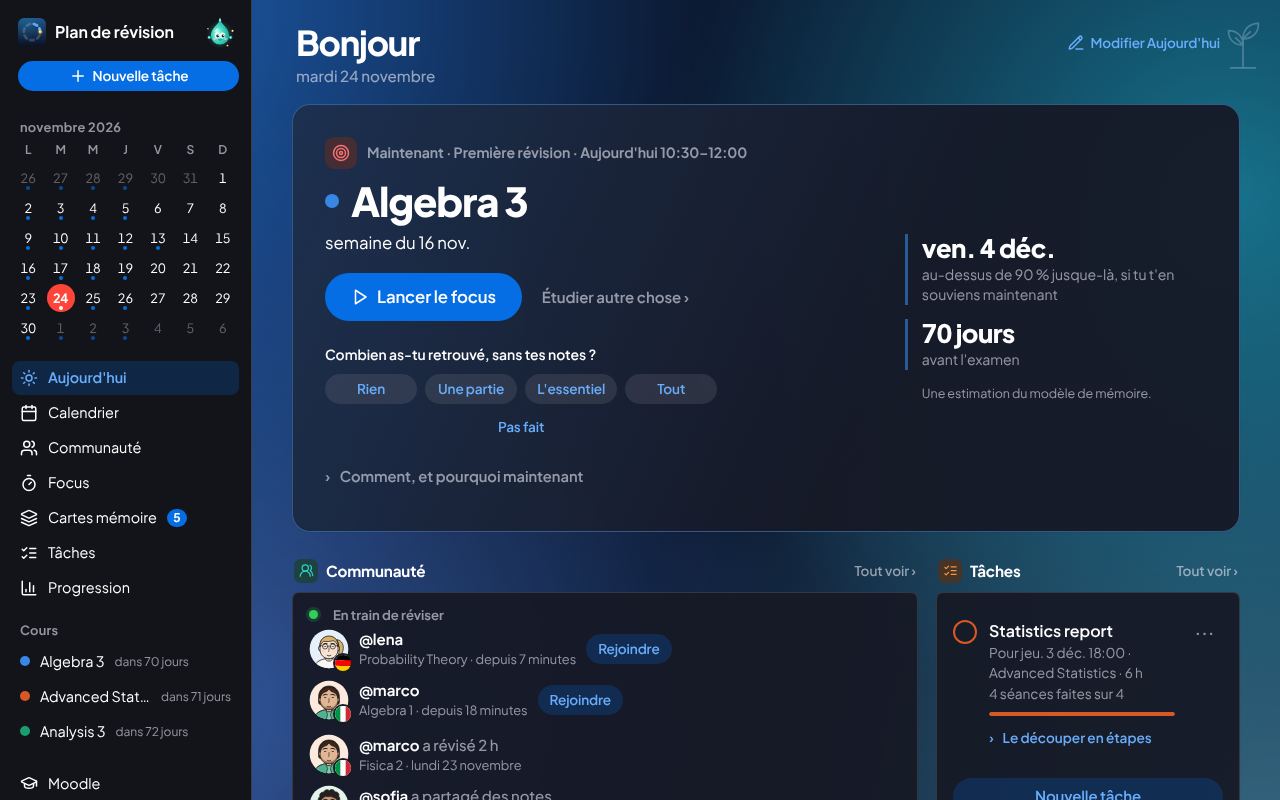 Plan de révision
Nouvelle tâche
novembre 2026
L M M J V S D
26 27 28 29 30 31 1
2 3 4 5 6 7 8
9 10 11 12 13 14 15
16 17 18 19 20 21 22
23 24 25 26 27 28 29
30 1 2 3 4 5 6
Aujourd'hui
Calendrier
Communauté
Focus
Cartes mémoire 5
Tâches
Progression
Cours
Algebra 3 dans 70 jours
Advanced Stat… dans 71 jours
Analysis 3 dans 72 jours
Moodle
Bonjour
mardi 24 novembre
Modifier Aujourd'hui
Maintenant · Première révision · Aujourd'hui 10:30–12:00
Algebra 3
semaine du 16 nov.
Lancer le focus
Étudier autre chose ›
Combien as-tu retrouvé, sans tes notes ?
Rien Une partie L'essentiel Tout
Pas fait
› Comment, et pourquoi maintenant
ven. 4 déc.
au-dessus de 90 % jusque-là, si tu t'en
souviens maintenant
70 jours
avant l'examen
Une estimation du modèle de mémoire.
Communauté
Tout voir ›
En train de réviser
@lena
Probability Theory · depuis 7 minutes
Rejoindre
@marco
Algebra 1 · depuis 18 minutes
Rejoindre
@marco a révisé 2 h
Fisica 2 · lundi 23 novembre
@sofia a partagé des notes
Tâches
Tout voir ›
Statistics report
...
Pour jeu. 3 déc. 18:00 ·
Advanced Statistics · 6 h
4 séances faites sur 4
› Le découper en étapes
Nouvelle tâche